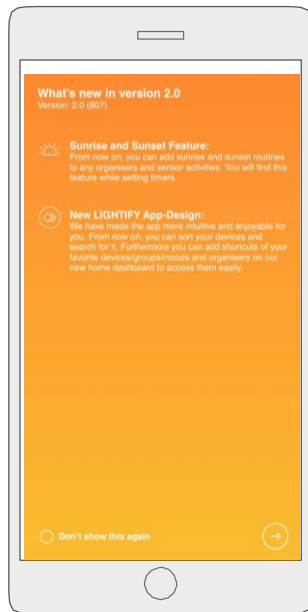 What's new in version 2.0
Version: 2.0 (807)
Sunrise and Sunset Feature:
From now on, you can add sunrise and sunset routines
to any organisers and sensor activities. You will find this
feature while setting timers.
New LIGHTIFY App-Design:
We have made the app more intuitive and enjoyable for
you. From now on, you can sort your devices and
search for it. Furthermore you can add shortcuts of your
favorite devices/groups/moods and organisers on our
new home dashboard to access them easily.
Don't show this again